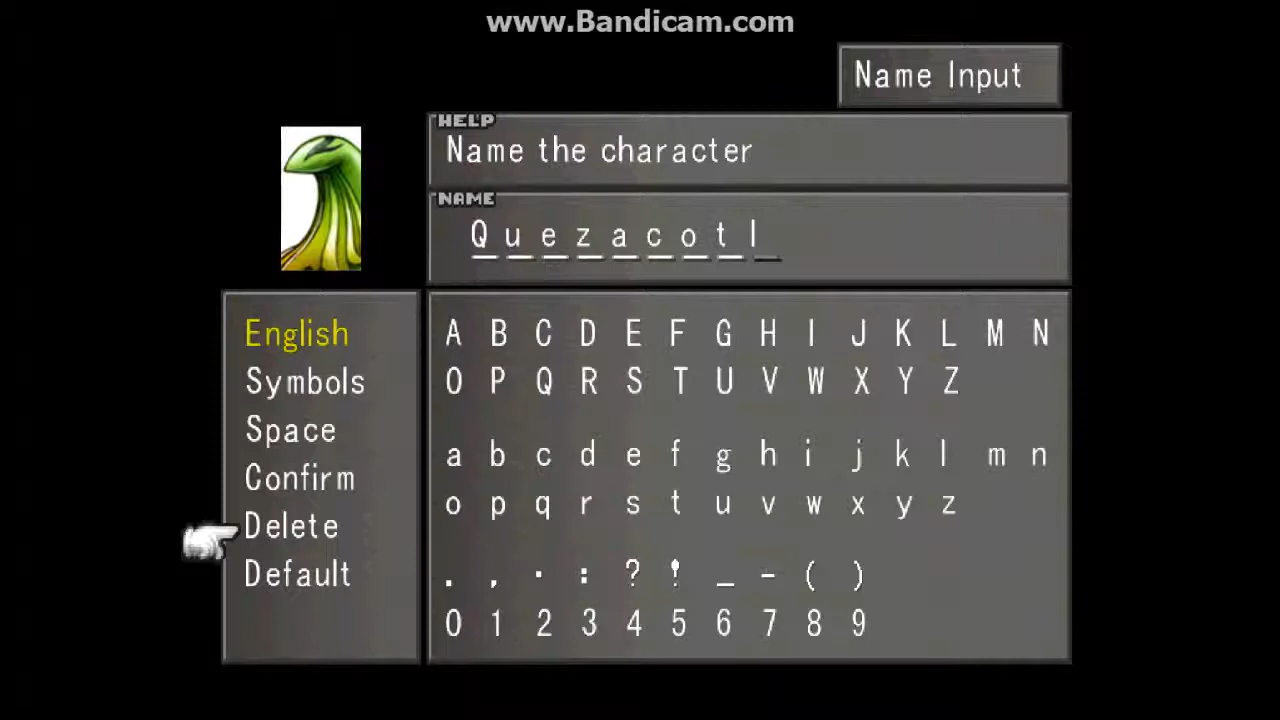 www.Bandicam.com
Name Input
HELP
Name the character
NAME
Quezacotl
English
Symbols
Space
Confirm
Delete
Default
A B C D E F G H I J K L M N
O P Q R S T U V W X Y Z
a b c d e f g h i j k l m n
o p q r s t u v w x y z
. , · : ? ! _ - ( )
0 1 2 3 4 5 6 7 8 9